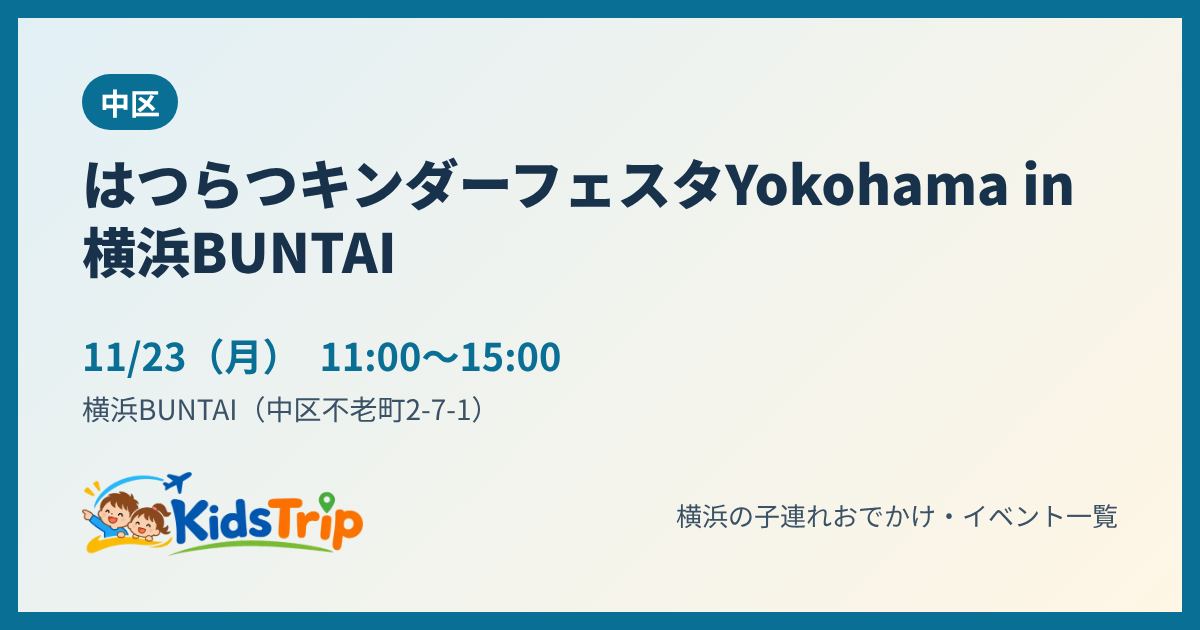 中区
はつらつキンダーフェスタYokohama in
横浜BUNTAI
11/23（月） 11:00～15:00
横浜BUNTAI（中区不老町2-7-1）
KidsTrip
横浜の子連れおでかけ・イベント一覧